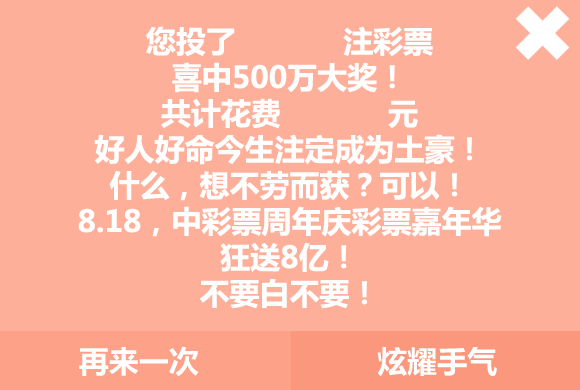 您投了 注彩票
喜中500万大奖！
共计花费 元
好人好命今生注定成为土豪！
什么，想不劳而获？可以！
8.18，中彩票周年庆彩票嘉年华
狂送8亿！
不要白不要！
再来一次 炫耀手气